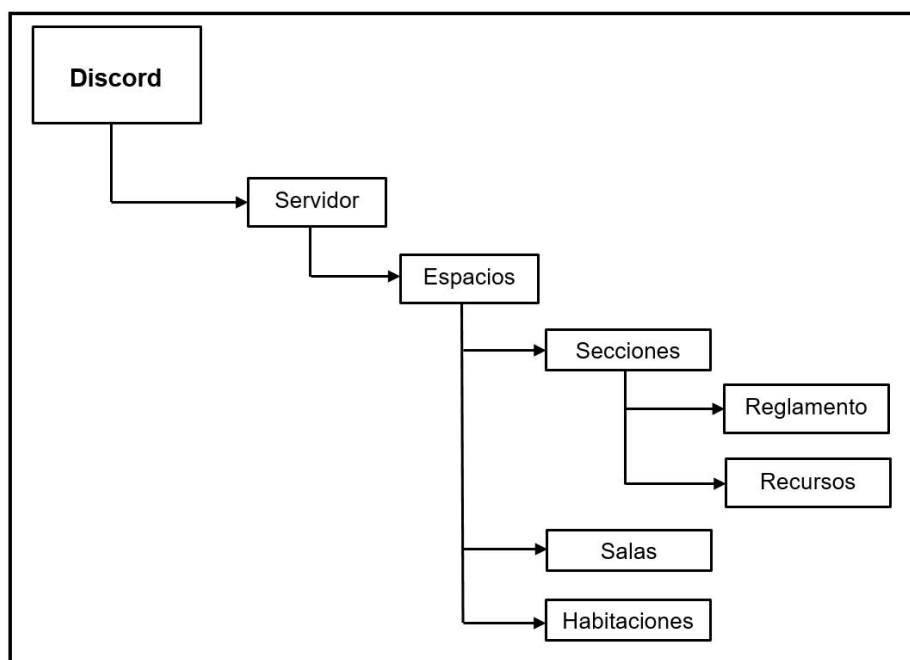 Discord
Servidor
Espacios
Secciones
Reglamento
Recursos
Salas
Habitaciones